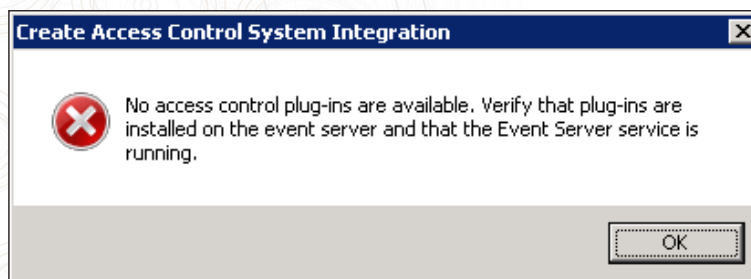 Create Access Control System Integration
No access control plug-ins are available. Verify that plug-ins are
installed on the event server and that the Event Server service is
running.
OK